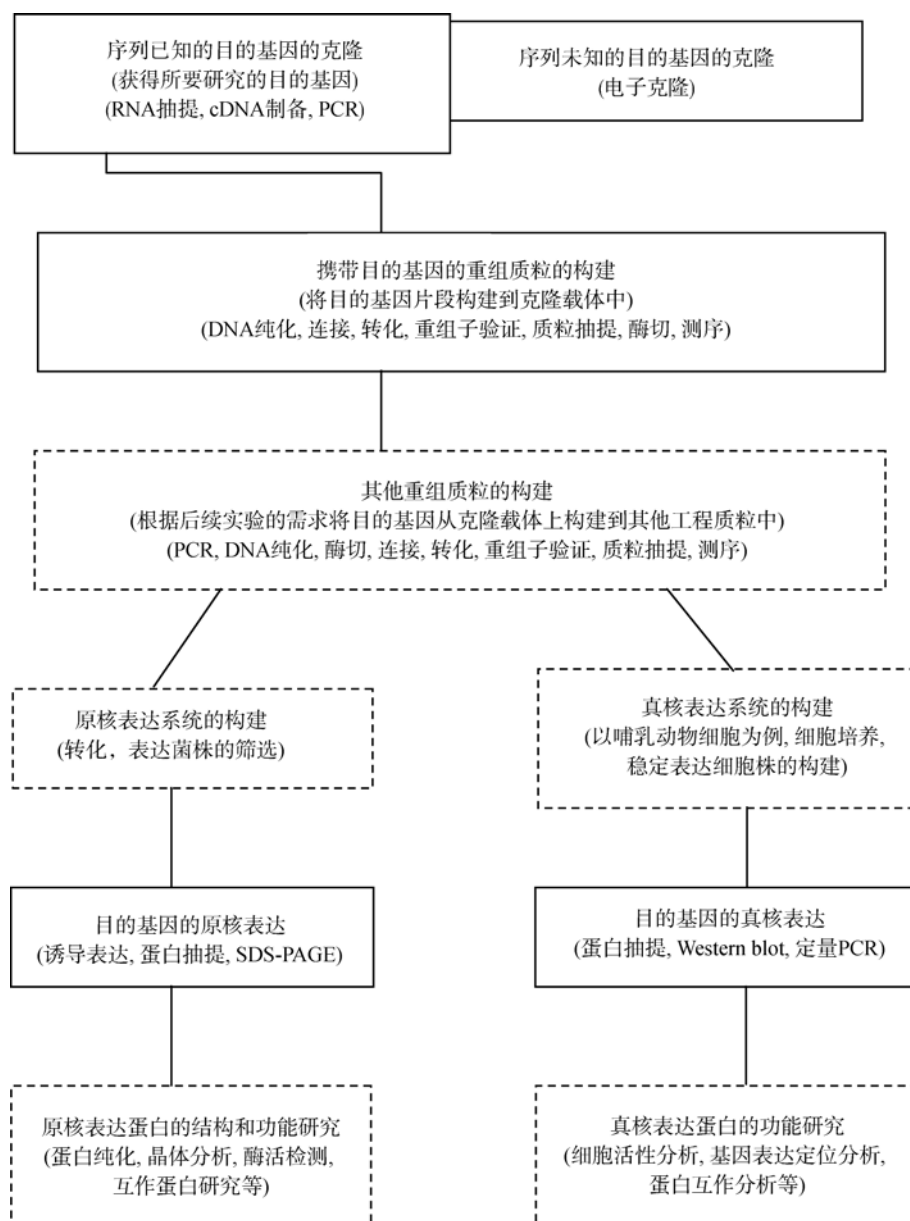 序列已知的目的基因的克隆
(获得所要研究的目的基因)
(RNA抽提, cDNA制备, PCR)
序列未知的目的基因的克隆
(电子克隆)
携带目的基因的重组质粒的构建
(将目的基因片段构建到克隆载体中)
(DNA纯化, 连接, 转化, 重组子验证, 质粒抽提, 酶切, 测序)
其他重组质粒的构建
(根据后续实验的需求将目的基因从克隆载体上构建到其他工程质粒中)
(PCR, DNA纯化, 酶切, 连接, 转化, 重组子验证, 质粒抽提, 测序)
原核表达系统的构建
(转化，表达菌株的筛选)
真核表达系统的构建
(以哺乳动物细胞为例, 细胞培养,
稳定表达细胞株的构建)
目的基因的原核表达
(诱导表达, 蛋白抽提, SDS-PAGE)
目的基因的真核表达
(蛋白抽提, Western blot, 定量PCR)
原核表达蛋白的结构和功能研究
(蛋白纯化, 晶体分析, 酶活检测,
互作蛋白研究等)
真核表达蛋白的功能研究
(细胞活性分析, 基因表达定位分析,
蛋白互作分析等)